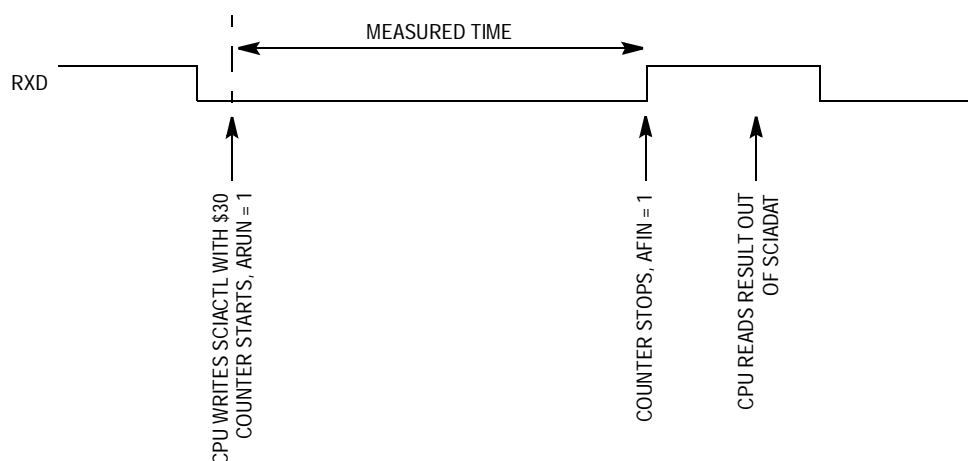 MEASURED TIME
RXD
CPU WRITES SCIACTL WITH $30
COUNTER STARTS, ARUN = 1
COUNTER STOPS, AFIN = 1
CPU READS RESULT OUT
OF SCIADAT